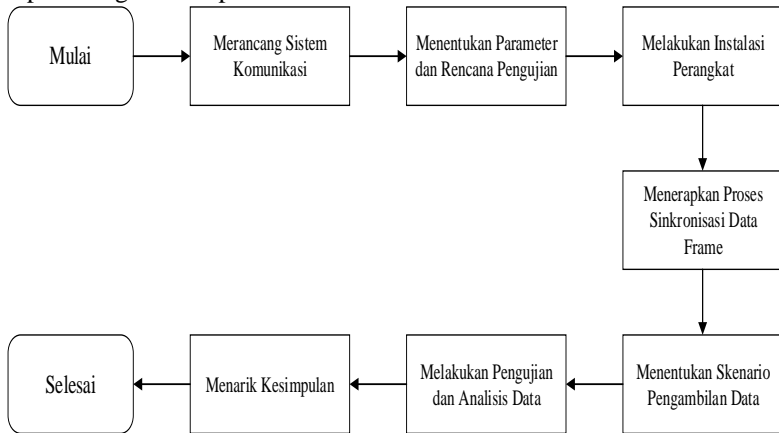 Mulai
Merancang Sistem
Komunikasi
Menentukan Parameter
dan Rencana Pengujian
Melakukan Instalasi
Perangkat
Menerapkan Proses
Sinkronisasi Data
Frame
Menentukan Skenario
Pengambilan Data
Melakukan Pengujian
dan Analisis Data
Menarik Kesimpulan
Selesai